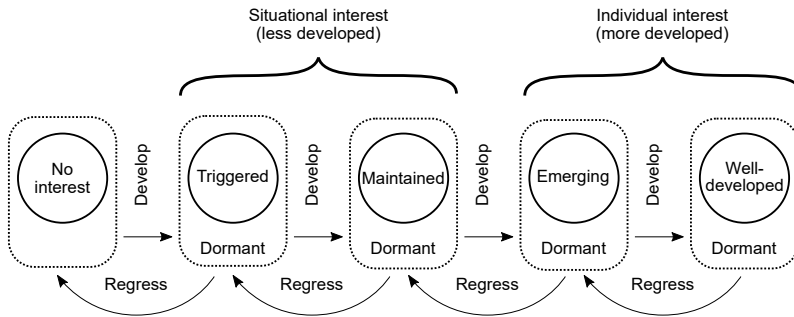 Situational interest
(less developed)
Individual interest
(more developed)
No
interest
Develop
Triggered
Develop
Maintained
Develop
Emerging
Develop
Well-
developed
Dormant
Dormant
Dormant
Dormant
Regress
Regress
Regress
Regress